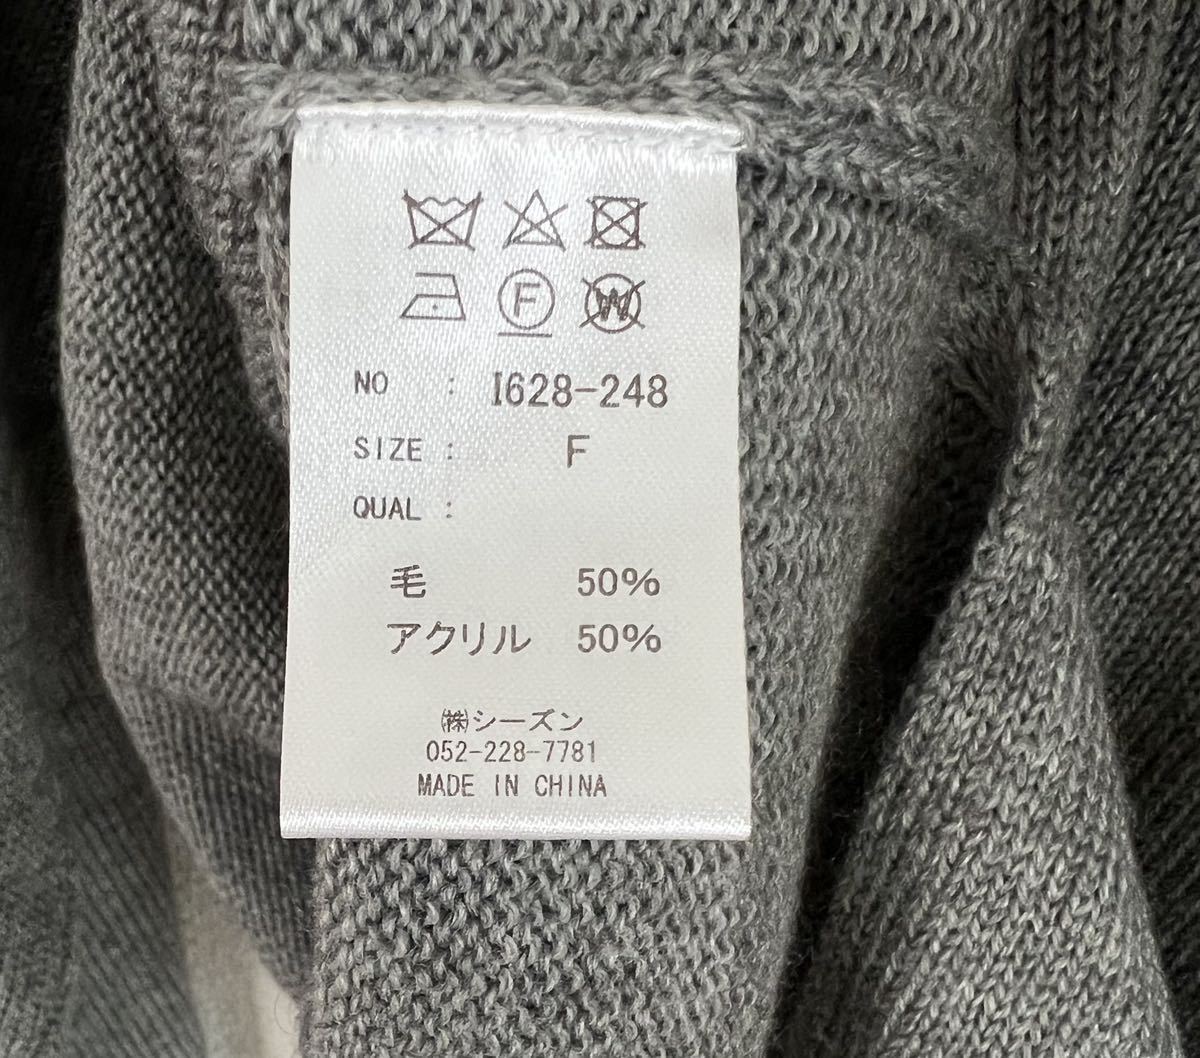 F W
NO : I628-248
SIZE : F
QUAL :
毛 50%
アクリル 50%
㈱シーズン
052-228-7781
MADE IN CHINA